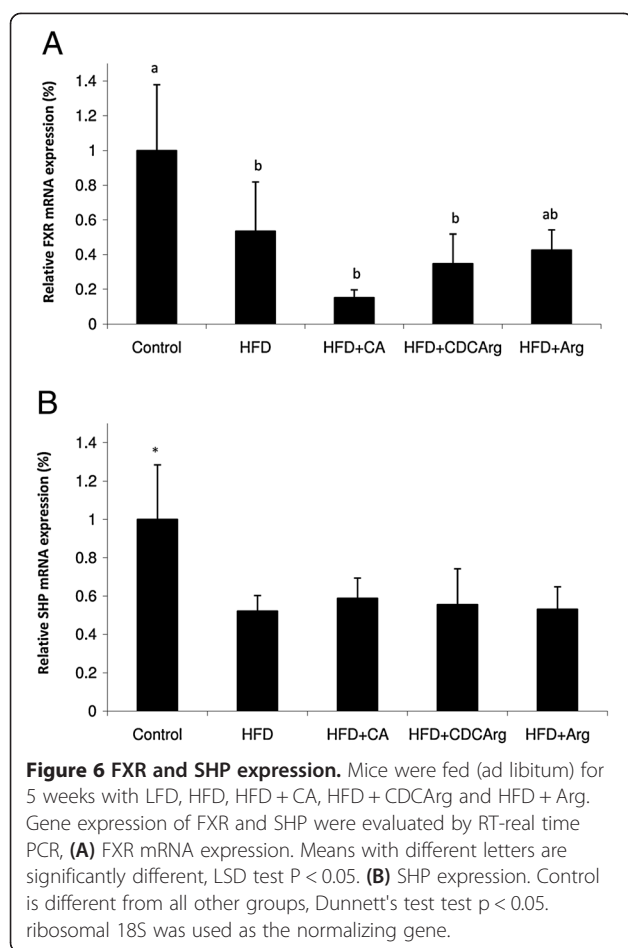 A
Relative FXR mRNA expression (%)
1.4
1.2
1
0.8
0.6
0.4
0.2
0
a
b
b
b
ab
Control HFD HFD+CA HFD+CDCArg HFD+Arg
B
Relative SHP mRNA expression (%)
1.4
1.2
1
0.8
0.6
0.4
0.2
0
*
Control HFD HFD+CA HFD+CDCArg HFD+Arg
Figure 6 FXR and SHP expression. Mice were fed (ad libitum) for
5 weeks with LFD, HFD, HFD + CA, HFD + CDCArg and HFD + Arg.
Gene expression of FXR and SHP were evaluated by RT-real time
PCR, (A) FXR mRNA expression. Means with different letters are
significantly different, LSD test P < 0.05. (B) SHP expression. Control
is different from all other groups, Dunnett's test test p < 0.05.
ribosomal 18S was used as the normalizing gene.